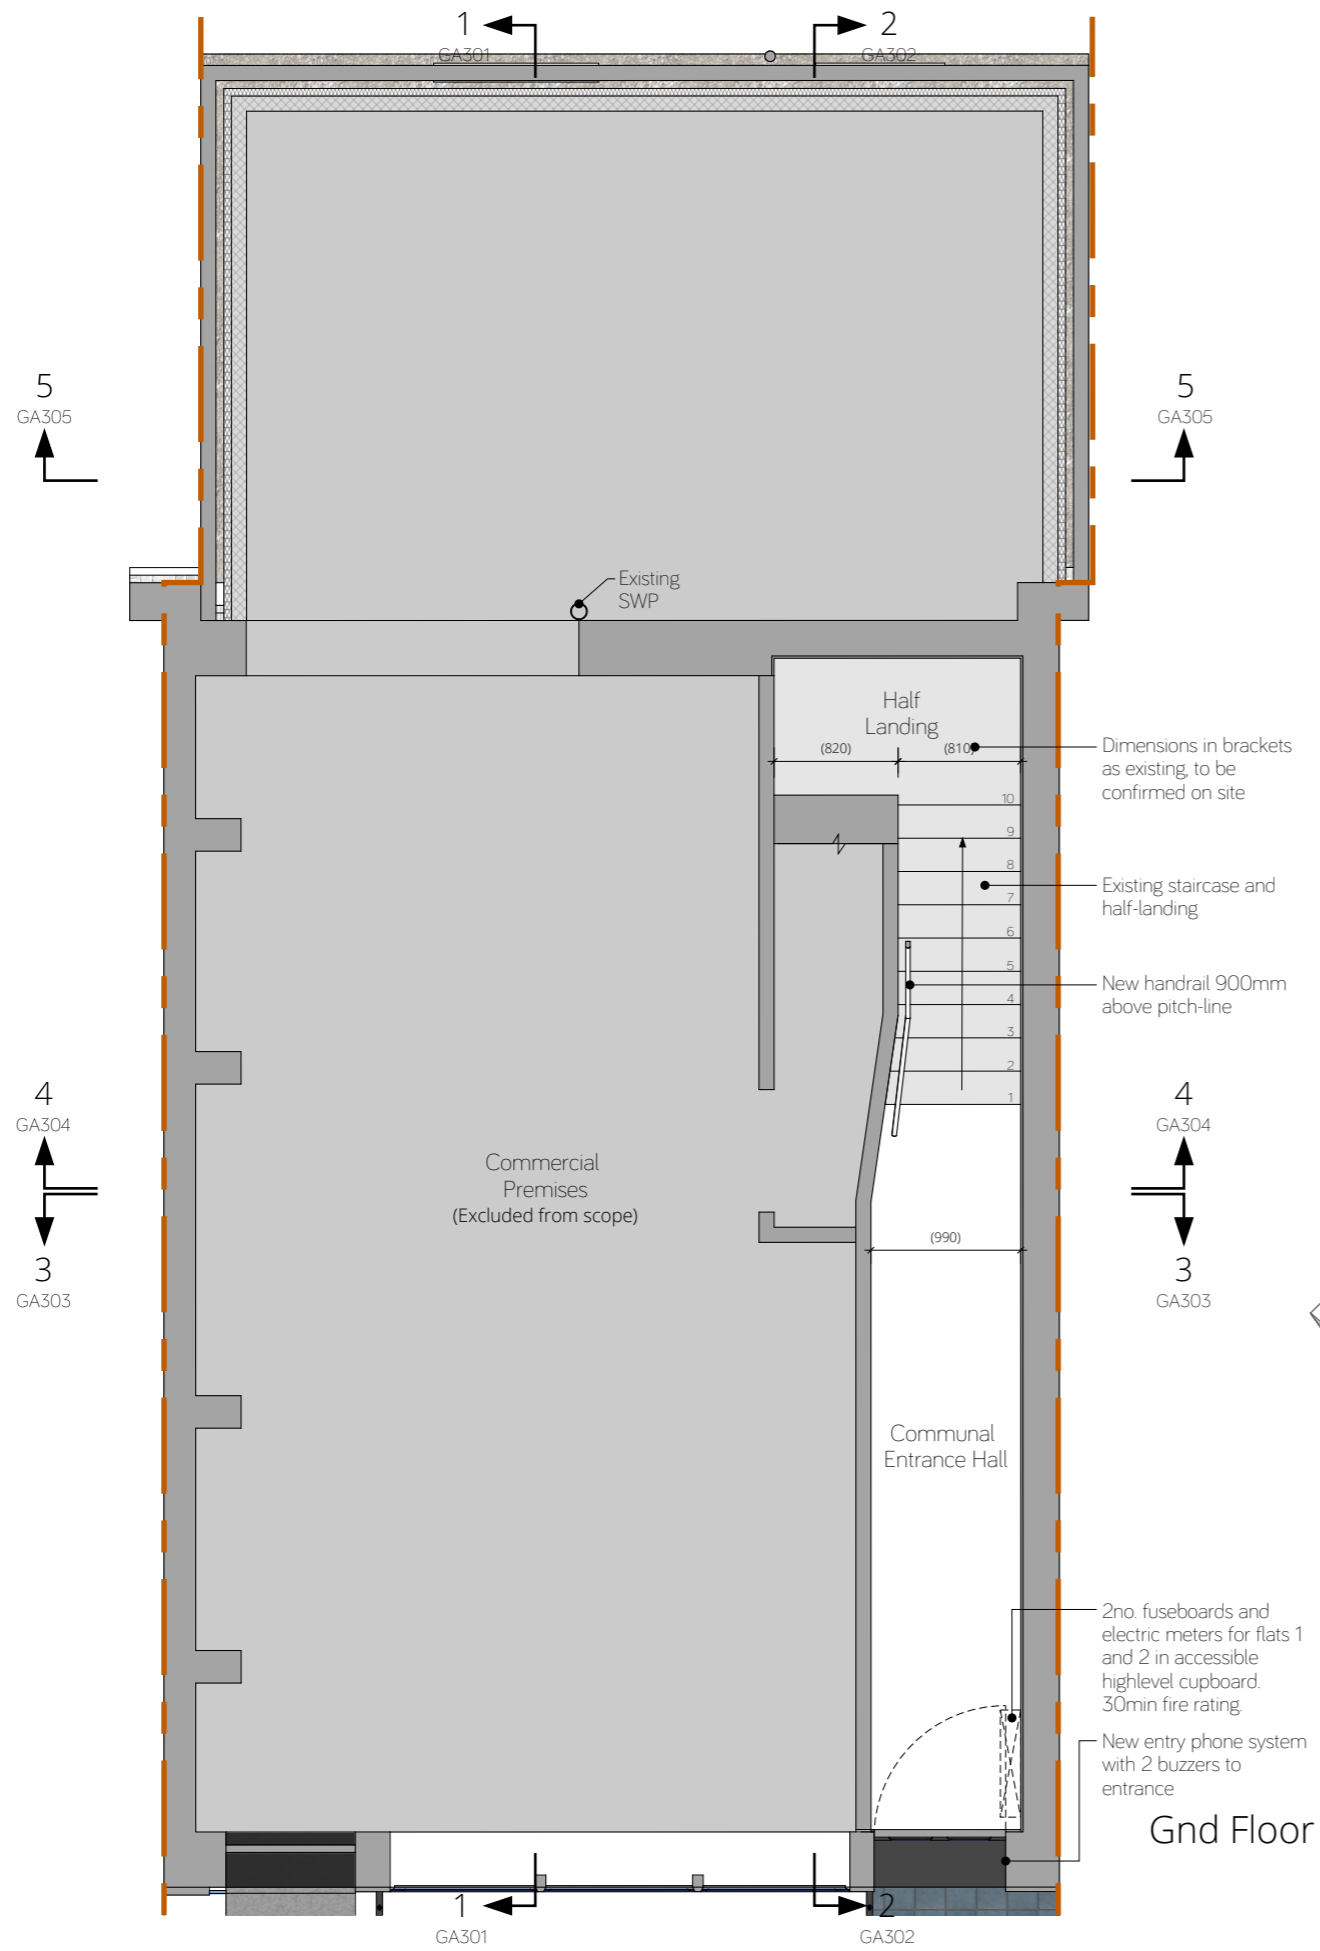 1
GA301
2
GA302
5
GA305
5
GA305
Existing
SWP
Half
Landing
(820)
(810)
Dimensions in brackets
as existing, to be
confirmed on site
10
9
8
7
6
5
4
3
2
1
Existing staircase and
half-landing
New handrail 900mm
above pitch-line
4
GA304
3
GA303
4
GA304
3
GA303
Commercial
Premises
(Excluded from scope)
(990)
Communal
Entrance Hall
2no. fuseboards and
electric meters for flats 1
and 2 in accessible
highlevel cupboard.
30min fire rating.
New entry phone system
with 2 buzzers to
entrance
Gnd Floor
1
GA301
2
GA302